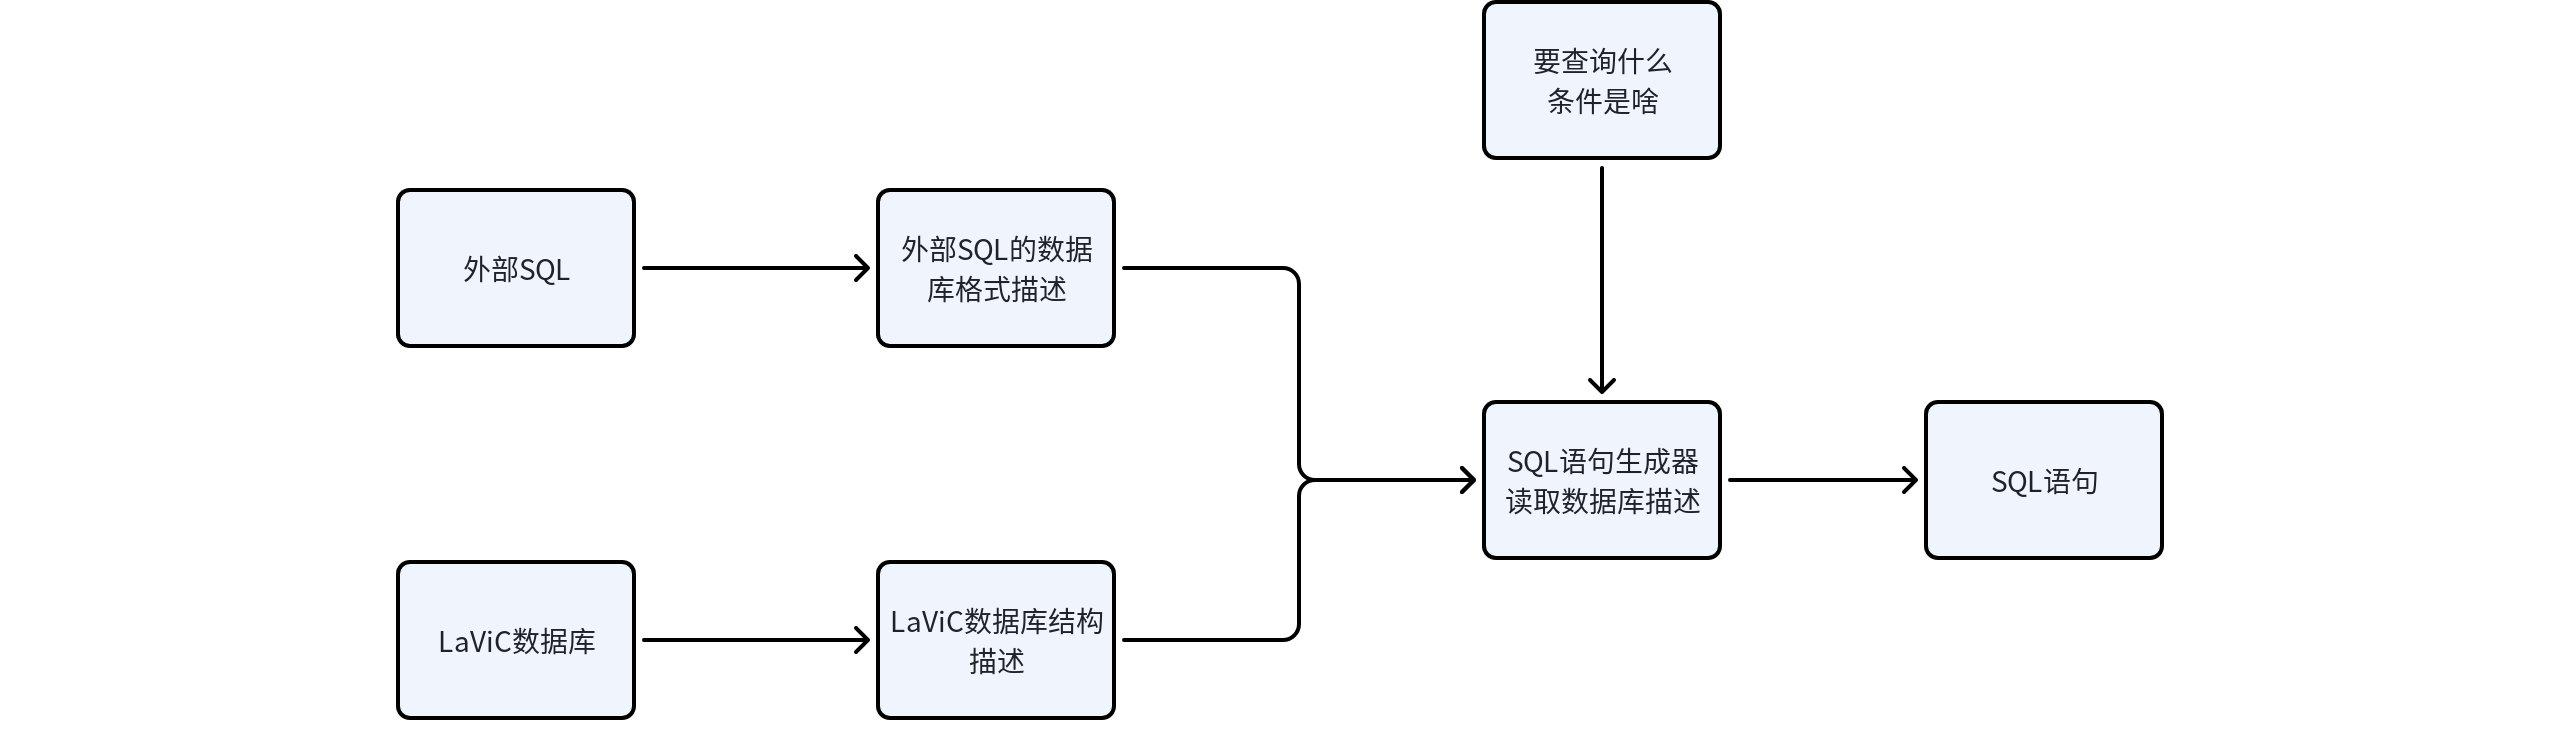 要查询什么
条件是啥
外部SQL
外部SQL的数据
库格式描述
SQL语句生成器
读取数据库描述
SQL语句
LaViC数据库
LaViC数据库结构
描述